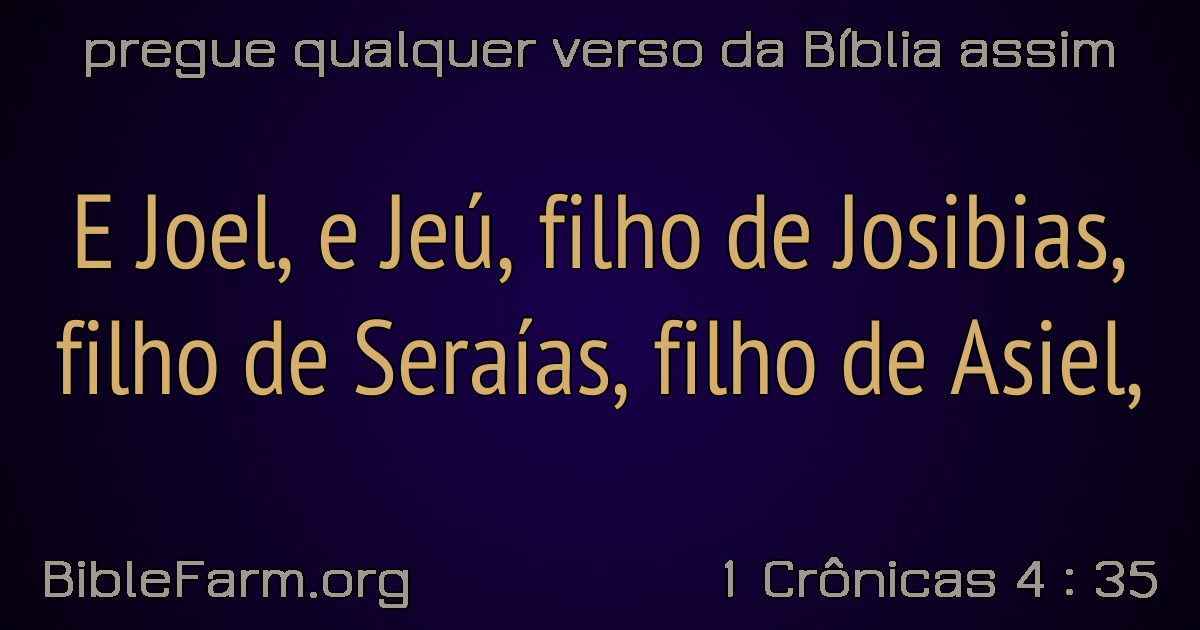 pregue qualquer verso da Bíblia assim
E Joel, e Jeú, filho de Josibias,
filho de Seraías, filho de Asiel,
BibleFarm.org
1 Crônicas 4 : 35